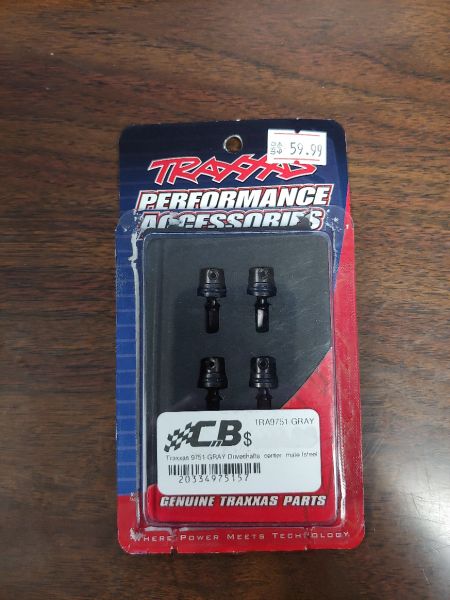 59.99
TRAXXAS
PERFORMANCE
ACCESSORIES
TRA9751-GRAY
CnB $
Traxxas 9751-GRAY Driveshafts, center, male (steel
20334975157
GENUINE TRAXXAS PARTS
WHERE POWER MEETS TECHNOLOGY